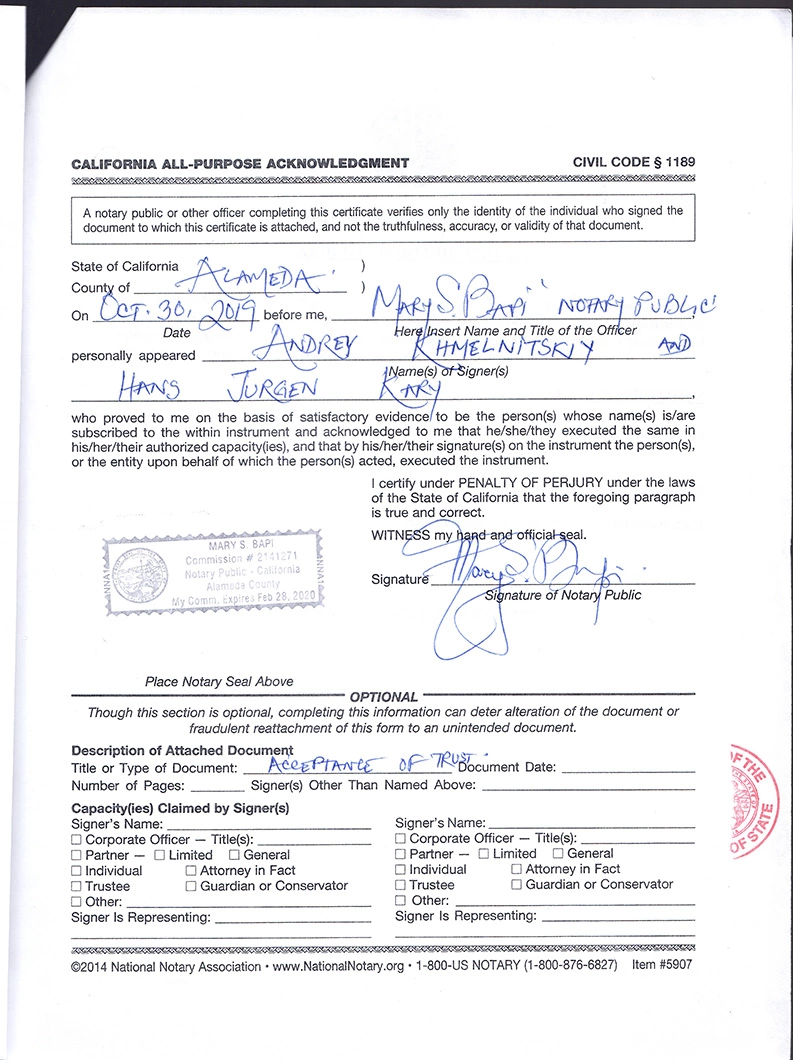 CALIFORNIA ALL-PURPOSE ACKNOWLEDGMENT CIVIL CODE § 1189
A notary public or other officer completing this certificate verifies only the identity of the individual who signed the
document to which this certificate is attached, and not the truthfulness, accuracy, or validity of that document.
State of California )
County of ALAMEDA )
On OCT. 30, 2019 before me, MARY S. BAPI NOTARY PUBLIC,
Date Here Insert Name and Title of the Officer
personally appeared ANDREY KHMELNITSKIY AND
Name(s) of Signer(s)
HANS JURGEN KARY,
who proved to me on the basis of satisfactory evidence to be the person(s) whose name(s) is/are
subscribed to the within instrument and acknowledged to me that he/she/they executed the same in
his/her/their authorized capacity(ies), and that by his/her/their signature(s) on the instrument the person(s),
or the entity upon behalf of which the person(s) acted, executed the instrument.
I certify under PENALTY OF PERJURY under the laws
of the State of California that the foregoing paragraph
is true and correct.
WITNESS my hand and official seal.
MARY S. BAPI
Commission # 2141271
Notary Public - California
Alameda County
My Comm. Expires Feb 28, 2020
NNA1
NNA1
Signature Mary S. Bapi
Signature of Notary Public
Place Notary Seal Above
OPTIONAL
Though this section is optional, completing this information can deter alteration of the document or
fraudulent reattachment of this form to an unintended document.
Description of Attached Document
Title or Type of Document: ACCEPTANCE OF TRUST. Document Date:
Number of Pages: Signer(s) Other Than Named Above:
Capacity(ies) Claimed by Signer(s)
Signer's Name: Signer's Name:
☐ Corporate Officer — Title(s): ☐ Corporate Officer — Title(s):
☐ Partner — ☐ Limited ☐ General ☐ Partner — ☐ Limited ☐ General
☐ Individual ☐ Attorney in Fact ☐ Individual ☐ Attorney in Fact
☐ Trustee ☐ Guardian or Conservator ☐ Trustee ☐ Guardian or Conservator
☐ Other: ☐ Other:
Signer Is Representing: Signer Is Representing:
OF THE
OF STATE
©2014 National Notary Association • www.NationalNotary.org • 1-800-US NOTARY (1-800-876-6827) Item #5907